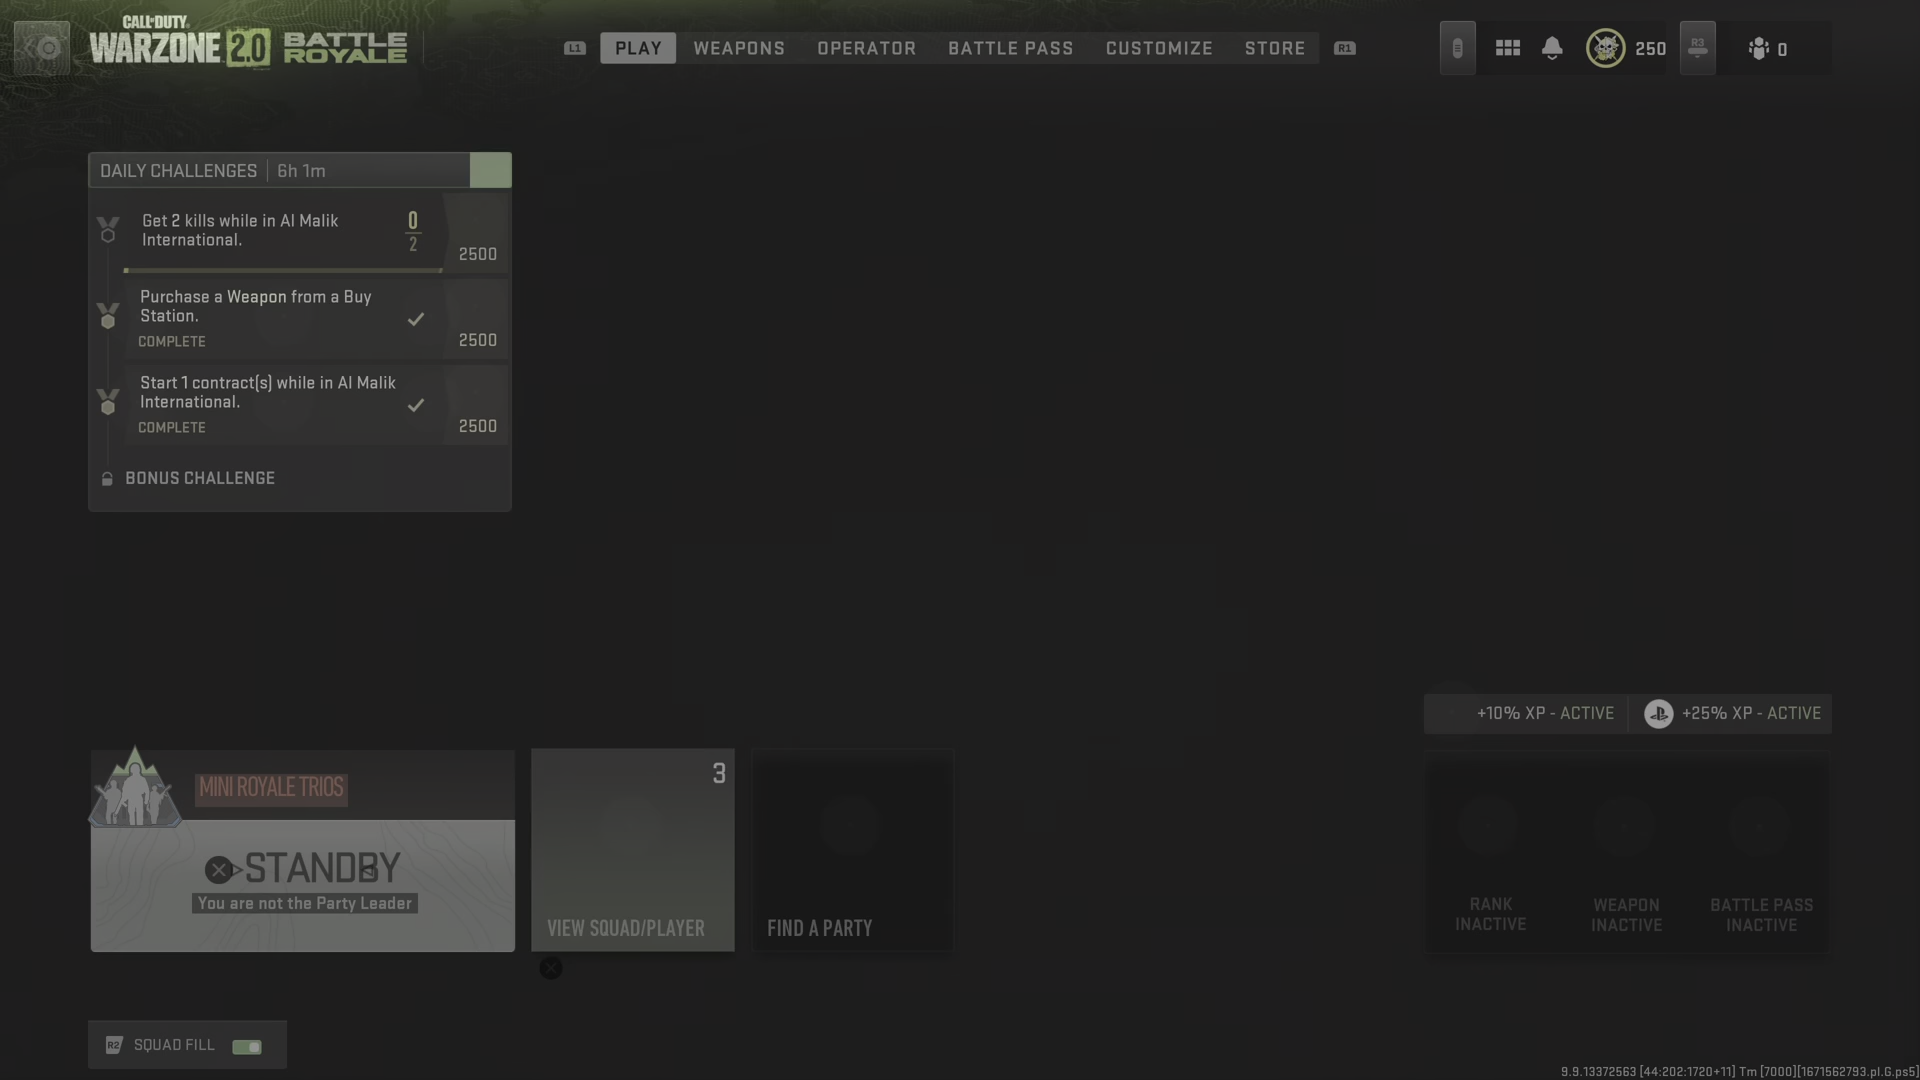 CALL OF DUTY
WARZONE 2.0 BATTLE ROYALE
L1 PLAY WEAPONS OPERATOR BATTLE PASS CUSTOMIZE STORE R1
250
R3
0
DAILY CHALLENGES 6h 1m
Get 2 kills while in Al Malik
International.
0
2
2500
Purchase a Weapon from a Buy
Station.
COMPLETE
2500
Start 1 contract(s) while in Al Malik
International.
COMPLETE
2500
BONUS CHALLENGE
+10% XP - ACTIVE
+25% XP - ACTIVE
MINI ROYALE TRIOS
STANDBY
You are not the Party Leader
3
VIEW SQUAD/PLAYER
FIND A PARTY
RANK
INACTIVE
WEAPON
INACTIVE
BATTLE PASS
INACTIVE
R2 SQUAD FILL
9.9.13372563 [44:202:1720+11] Tm [7000][1671562793.pl.G.ps5]